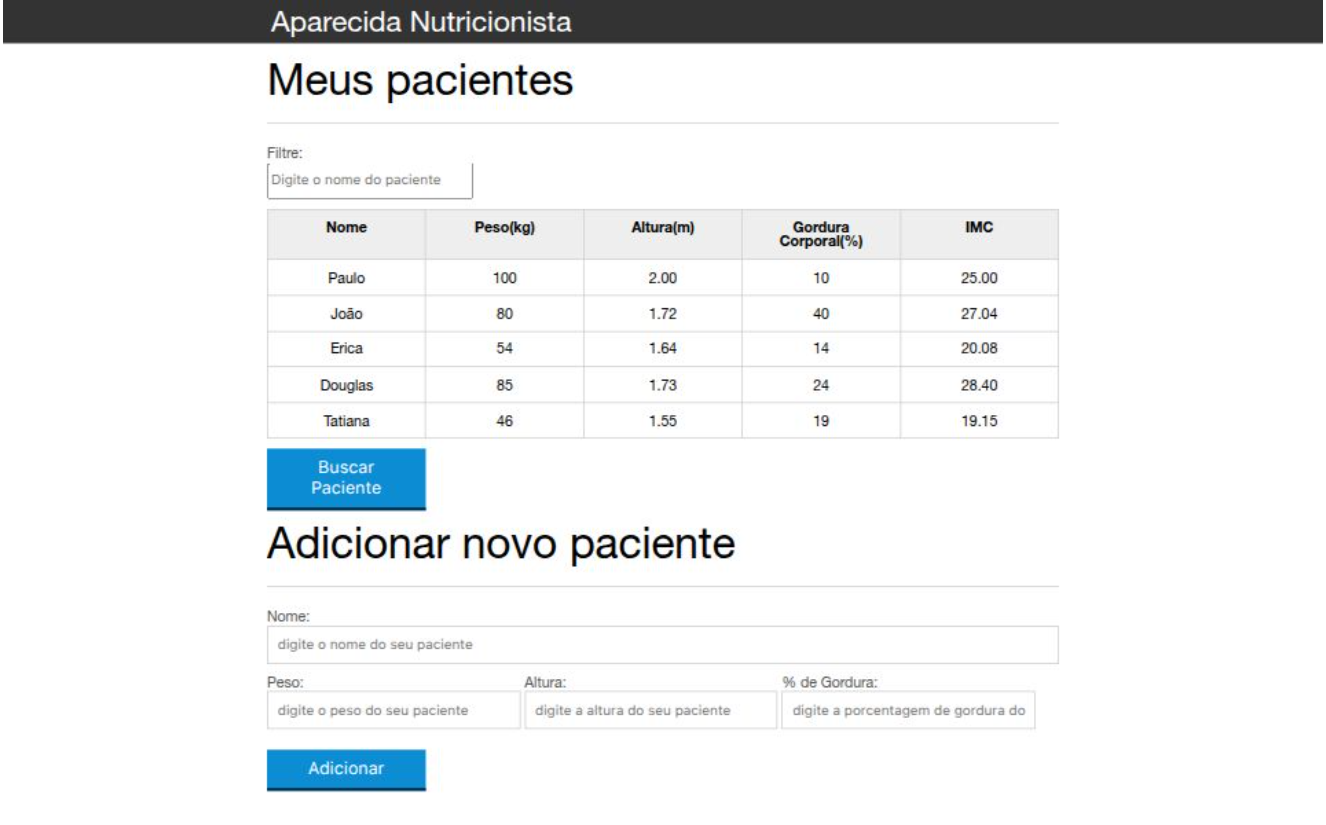 Aparecida Nutricionista
Meus pacientes
Filtre:
Digite o nome do paciente
Nome Peso(kg) Altura(m) Gordura Corporal(%) IMC
Paulo 100 2.00 10 25.00
João 80 1.72 40 27.04
Erica 54 1.64 14 20.08
Douglas 85 1.73 24 28.40
Tatiana 46 1.55 19 19.15
Buscar
Paciente
Adicionar novo paciente
Nome:
digite o nome do seu paciente
Peso: Altura: % de Gordura:
digite o peso do seu paciente digite a altura do seu paciente digite a porcentagem de gordura do
Adicionar